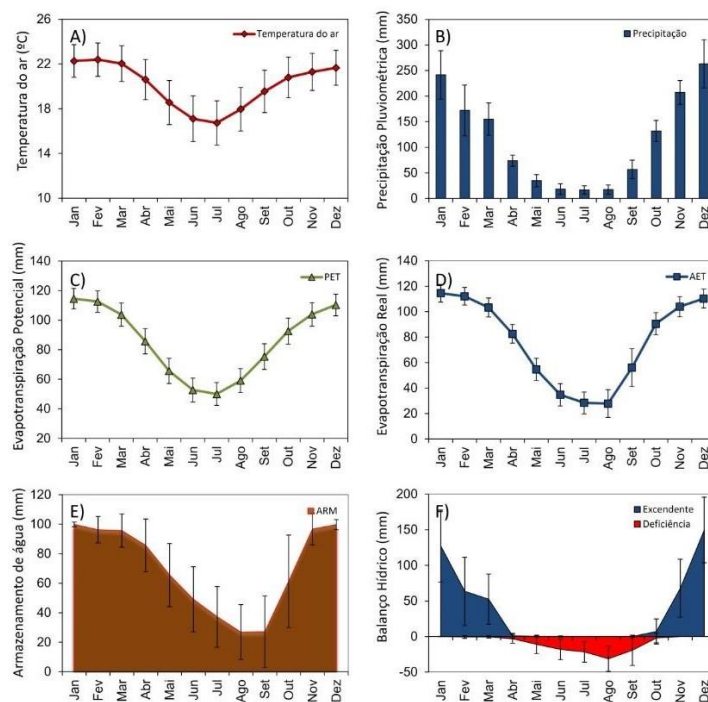 A)
Temperatura do ar
Temperatura do ar (ºC)
26
22
18
14
10
Jan
Fev
Mar
Abr
Mai
Jun
Jul
Ago
Set
Out
Nov
Dez
B)
Precipitação
Precipitação Pluviométrica (mm)
350
300
250
200
150
100
50
0
Jan
Fev
Mar
Abr
Mai
Jun
Jul
Ago
Set
Out
Nov
Dez
C)
PET
Evapotranspiração Potencial (mm)
140
120
100
80
60
40
20
Jan
Fev
Mar
Abr
Mai
Jun
Jul
Ago
Set
Out
Nov
Dez
D)
AET
Evapotranspiração Real (mm)
140
120
100
80
60
40
20
0
Jan
Fev
Mar
Abr
Mai
Jun
Jul
Ago
Set
Out
Nov
Dez
E)
ARM
Armazenamento de água (mm)
120
100
80
60
40
20
0
Jan
Fev
Mar
Abr
Mai
Jun
Jul
Ago
Set
Out
Nov
Dez
F)
Excendente
Deficiência
Balanço Hídrico (mm)
200
150
100
50
0
-50
Jan
Fev
Mar
Abr
Mai
Jun
Jul
Ago
Set
Out
Nov
Dez